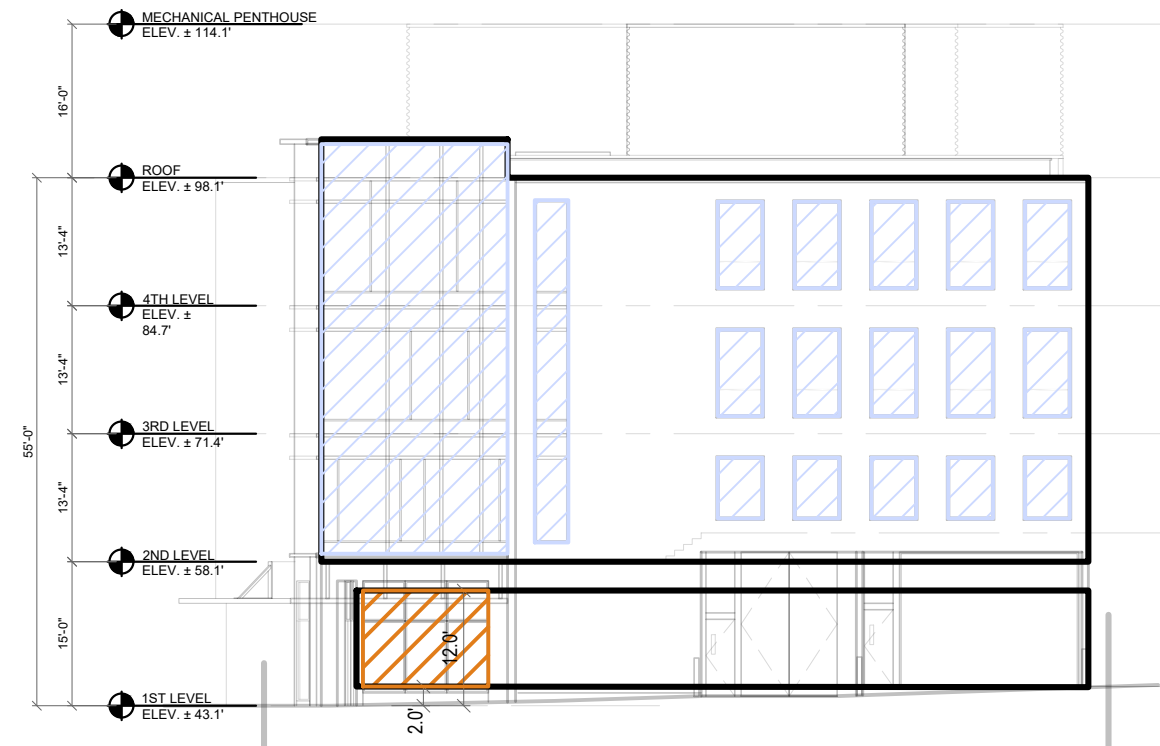 MECHANICAL PENTHOUSE
ELEV. ± 114.1'
16'-0"
ROOF
ELEV. ± 98.1'
13'-4"
4TH LEVEL
ELEV. ±
84.7'
13'-4"
3RD LEVEL
ELEV. ± 71.4'
55'-0"
13'-4"
2ND LEVEL
ELEV. ± 58.1'
15'-0"
12.0'
1ST LEVEL
ELEV. ± 43.1'
2.0'